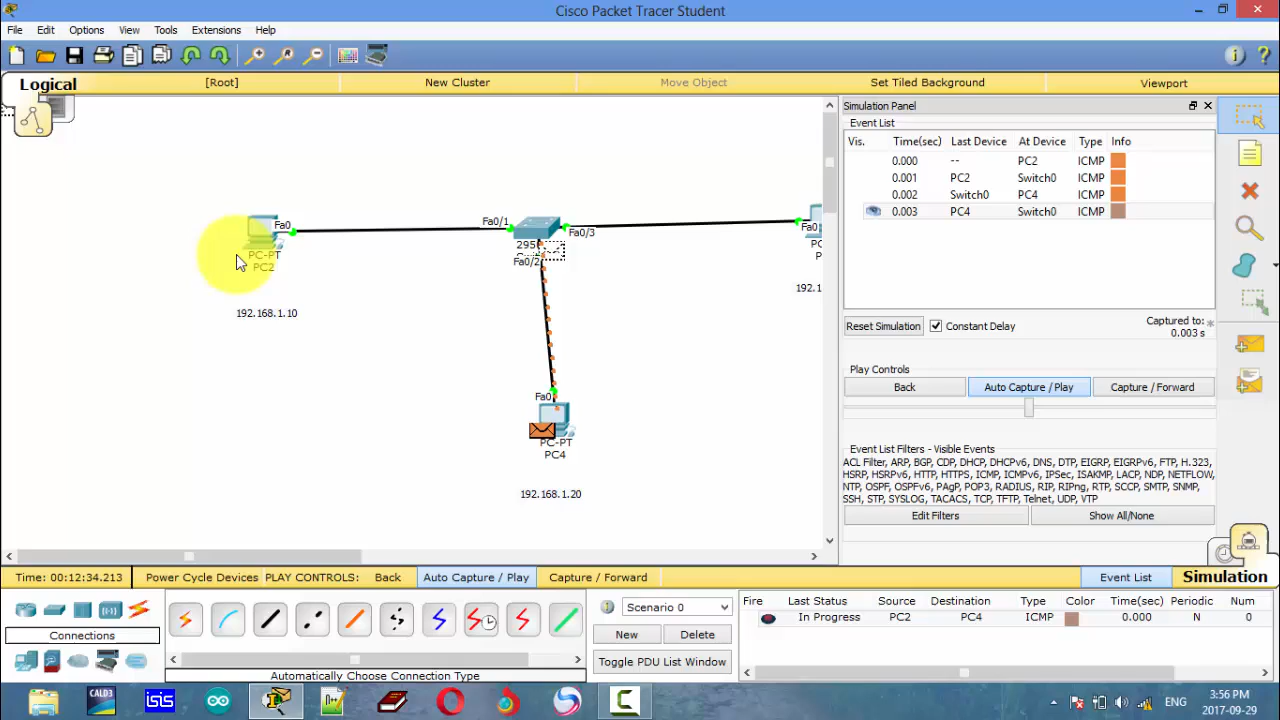 Cisco Packet Tracer Student
File Edit Options View Tools Extensions Help
Logical
[Root]
New Cluster
Move Object
Set Tiled Background
Viewport
Fa0
PC-PT
PC2
192.168.1.10
Fa0/1
Fa0/3
Fa0/2
Fa0
192.1
Fa0
PC-PT
PC4
192.168.1.20
Simulation Panel
Event List
Vis. Time(sec) Last Device At Device Type Info
0.000 -- PC2 ICMP
0.001 PC2 Switch0 ICMP
0.002 Switch0 PC4 ICMP
0.003 PC4 Switch0 ICMP
Reset Simulation
Constant Delay
Captured to:
0.003 s
Play Controls
Back
Auto Capture / Play
Capture / Forward
Event List Filters - Visible Events
ACL Filter, ARP, BGP, CDP, DHCP, DHCPv6, DNS, DTP, EIGRP, EIGRPv6, FTP, H.323,
HSRP, HSRPv6, HTTP, HTTPS, ICMP, ICMPv6, IPSec, ISAKMP, LACP, NDP, NETFLOW,
NTP, OSPF, OSPFv6, PAgP, POP3, RADIUS, RIP, RIPng, RTP, SCCP, SMTP, SNMP,
SSH, STP, SYSLOG, TACACS, TCP, TFTP, Telnet, UDP, VTP
Edit Filters
Show All/None
Time: 00:12:34.213
Power Cycle Devices
PLAY CONTROLS:
Back
Auto Capture / Play
Capture / Forward
Event List
Simulation
Connections
Automatically Choose Connection Type
Scenario 0
New
Delete
Toggle PDU List Window
Fire Last Status Source Destination Type Color Time(sec) Periodic Num
In Progress PC2 PC4 ICMP 0.000 N 0
CALD3
isis
ENG
3:56 PM
2017-09-29